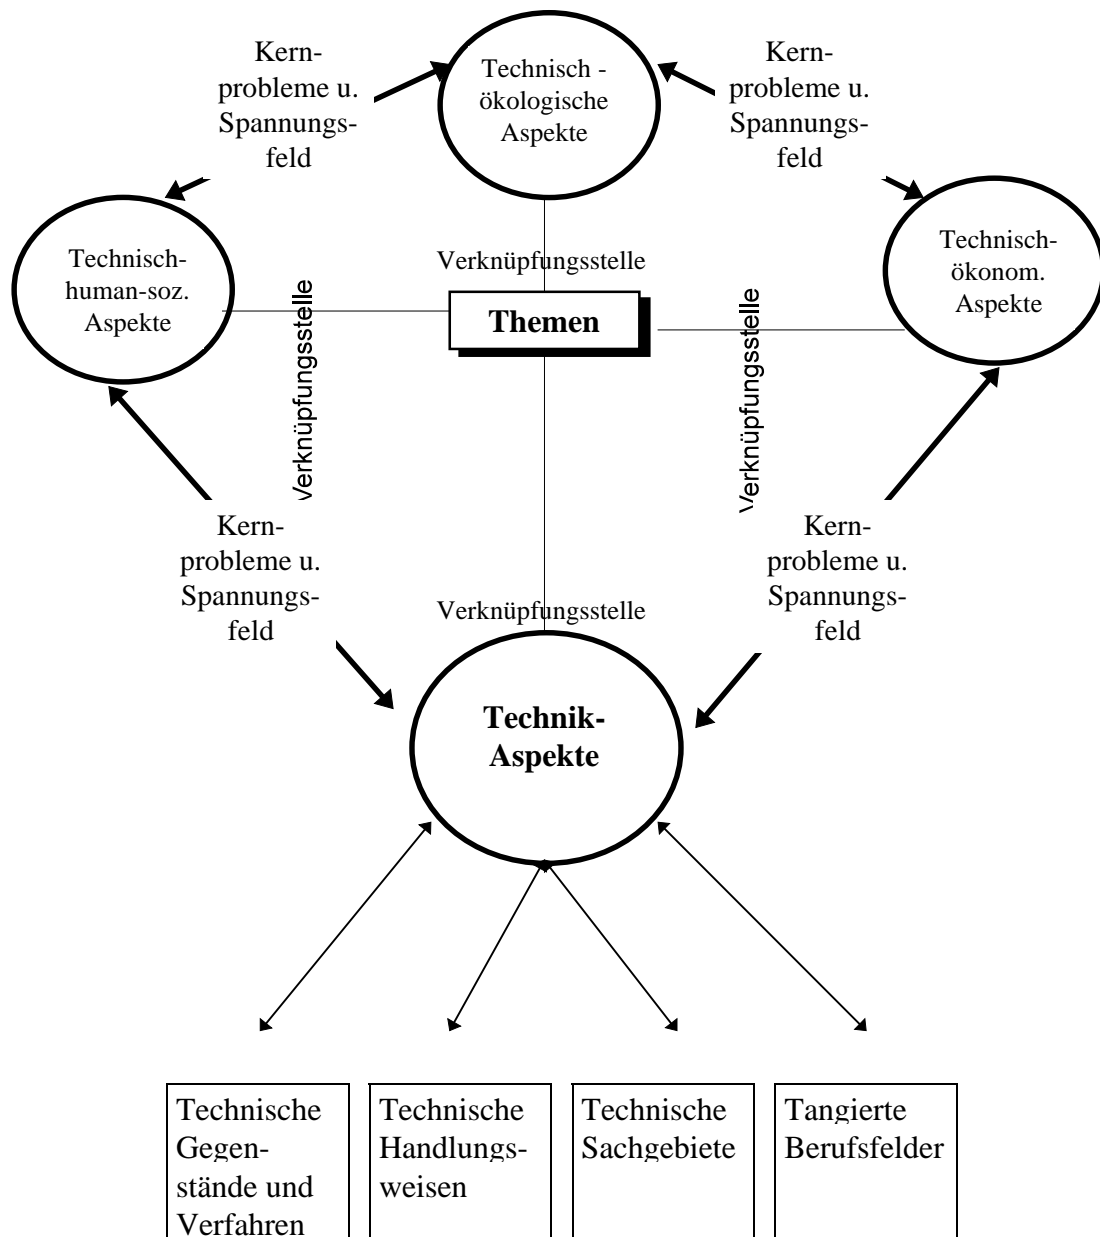 Kern-
probleme u.
Spannungs-
feld
Technisch -
ökologische
Aspekte
Kern-
probleme u.
Spannungs-
feld
Technisch-
human-soz.
Aspekte
Verknüpfungsstelle
Technisch-
ökonom.
Aspekte
Verknüpfungsstelle
Themen
Verknüpfungsstelle
Kern-
probleme u.
Spannungs-
feld
Kern-
probleme u.
Spannungs-
feld
Verknüpfungsstelle
Technik-
Aspekte
Technische
Gegen-
stände und
Verfahren
Technische
Handlungs-
weisen
Technische
Sachgebiete
Tangierte
Berufsfelder